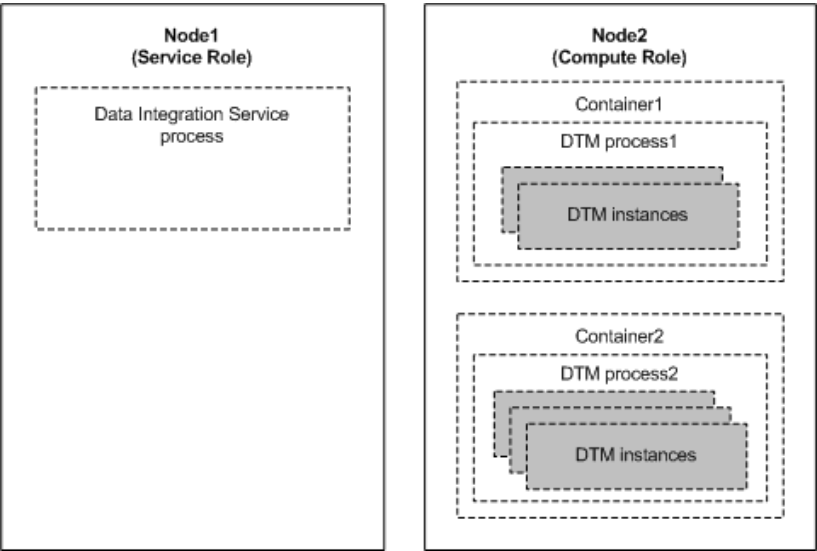 Node1
(Service Role)
Data Integration Service
process
Node2
(Compute Role)
Container1
DTM process1
DTM instances
Container2
DTM process2
DTM instances